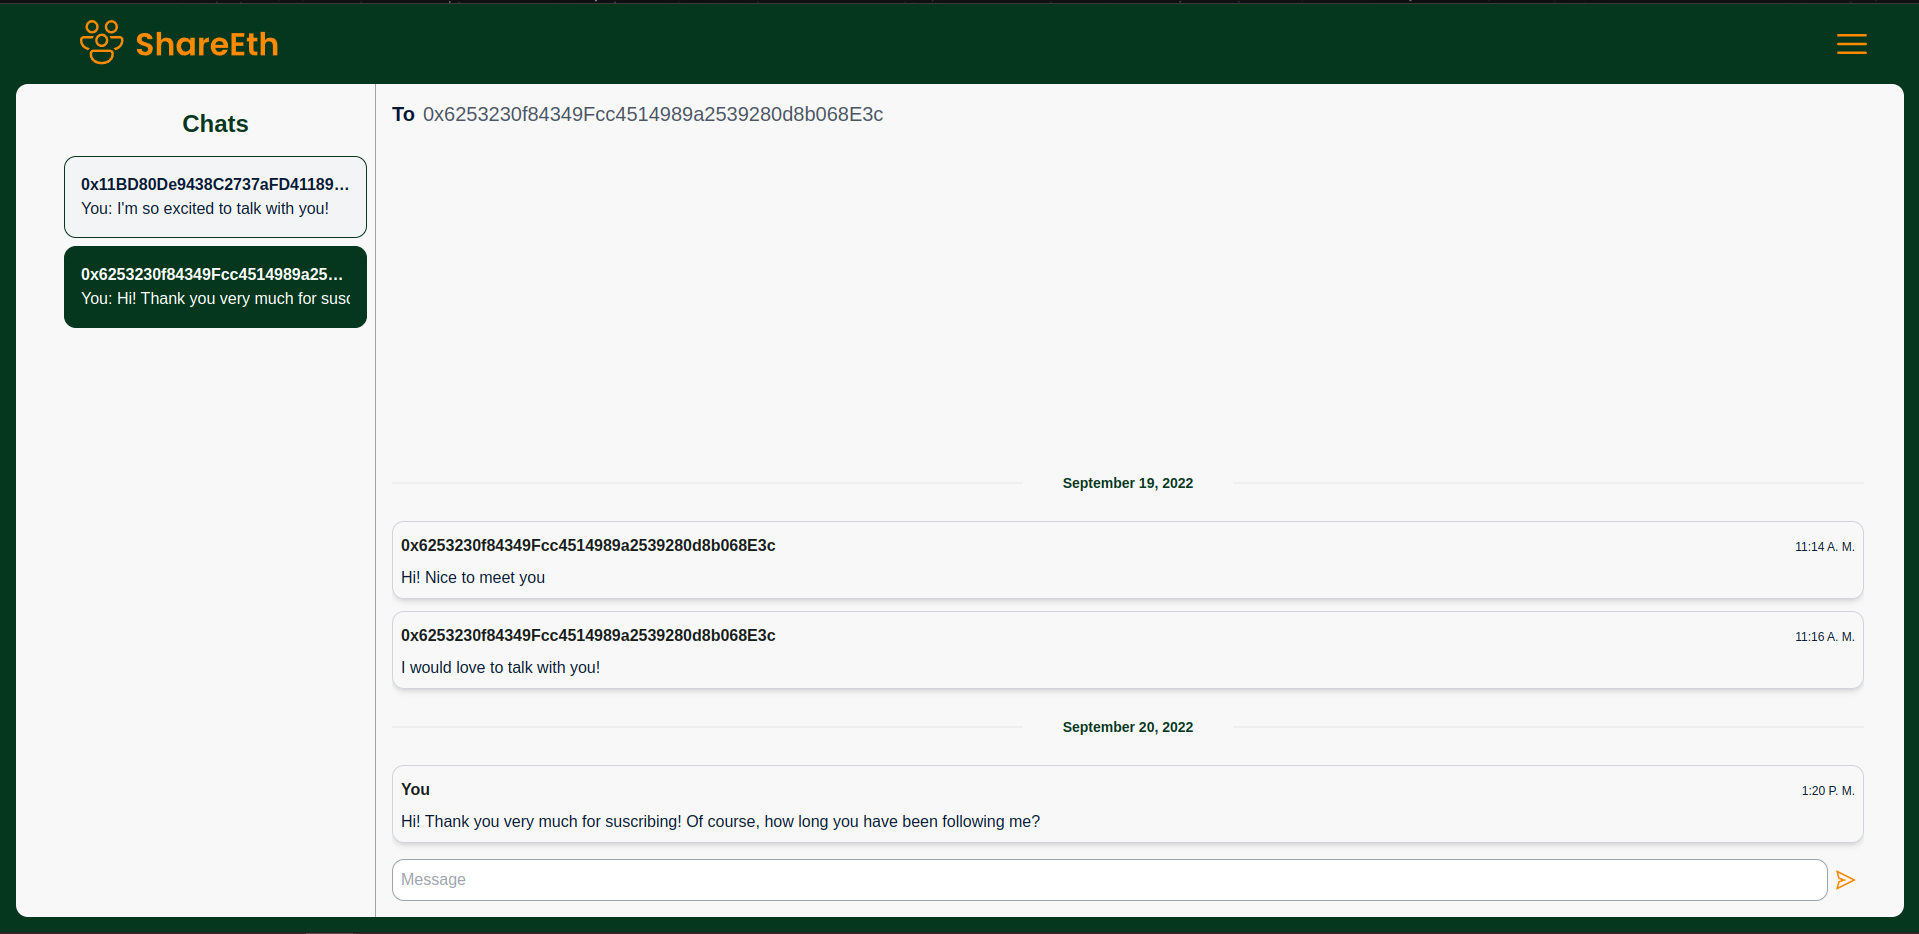 ShareEth
Chats
0x11BD80De9438C2737aFD41189...
You: I'm so excited to talk with you!
0x6253230f84349Fcc4514989a25...
You: Hi! Thank you very much for susc
To 0x6253230f84349Fcc4514989a2539280d8b068E3c
September 19, 2022
0x6253230f84349Fcc4514989a2539280d8b068E3c 11:14 A. M.
Hi! Nice to meet you
0x6253230f84349Fcc4514989a2539280d8b068E3c 11:16 A. M.
I would love to talk with you!
September 20, 2022
You 1:20 P. M.
Hi! Thank you very much for suscribing! Of course, how long you have been following me?
Message